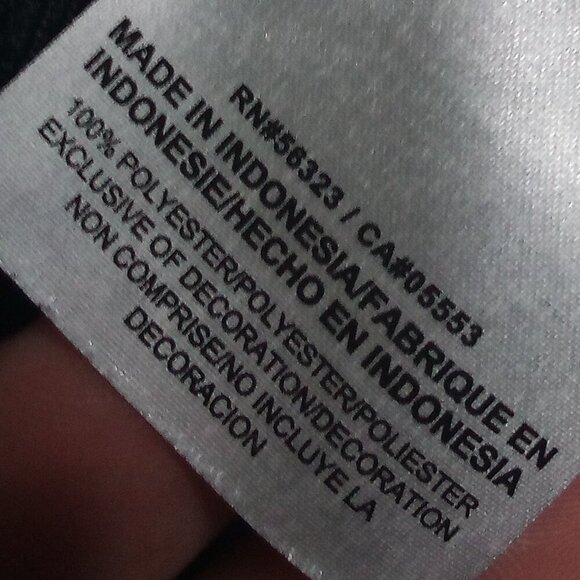 RN#56323 / CA#05553
MADE IN INDONESIA/FABRIQUE EN
INDONESIE/HECHO EN INDONESIA
100% POLYESTER/POLYESTER/POLIESTER
EXCLUSIVE OF DECORATION/DECORATION
NON COMPRISE/NO INCLUYE LA
DECORACION